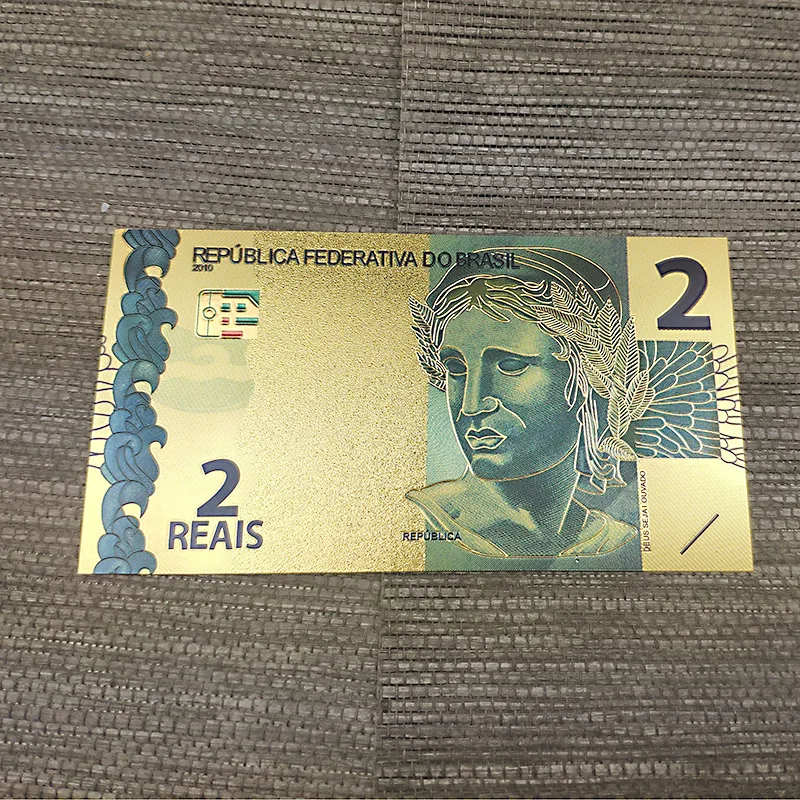 REPÚBLICA FEDERATIVA DO BRASIL
2010
2
2
REAIS
REPÚBLICA
DEUS SEJA LOUVADO